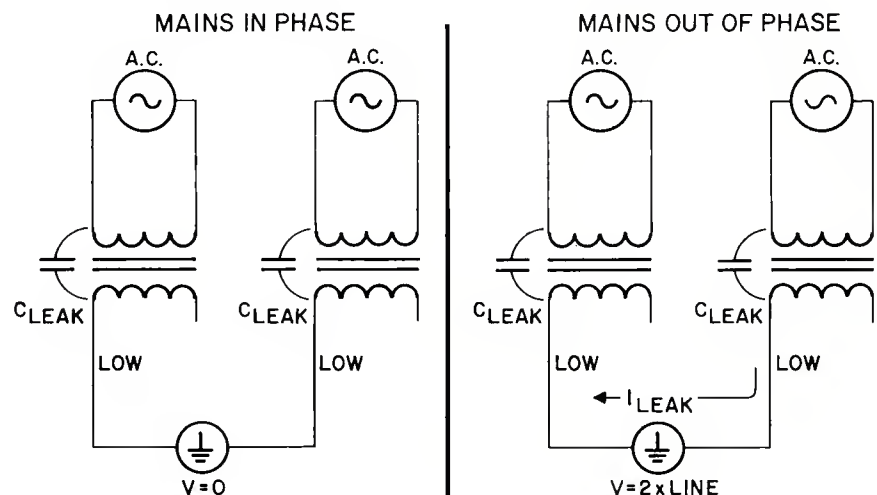 MAINS IN PHASE
A.C.
A.C.
CLEAK
CLEAK
LOW
LOW
V=0
MAINS OUT OF PHASE
A.C.
A.C.
CLEAK
CLEAK
LOW
LOW
ILEAK
V=2xLINE